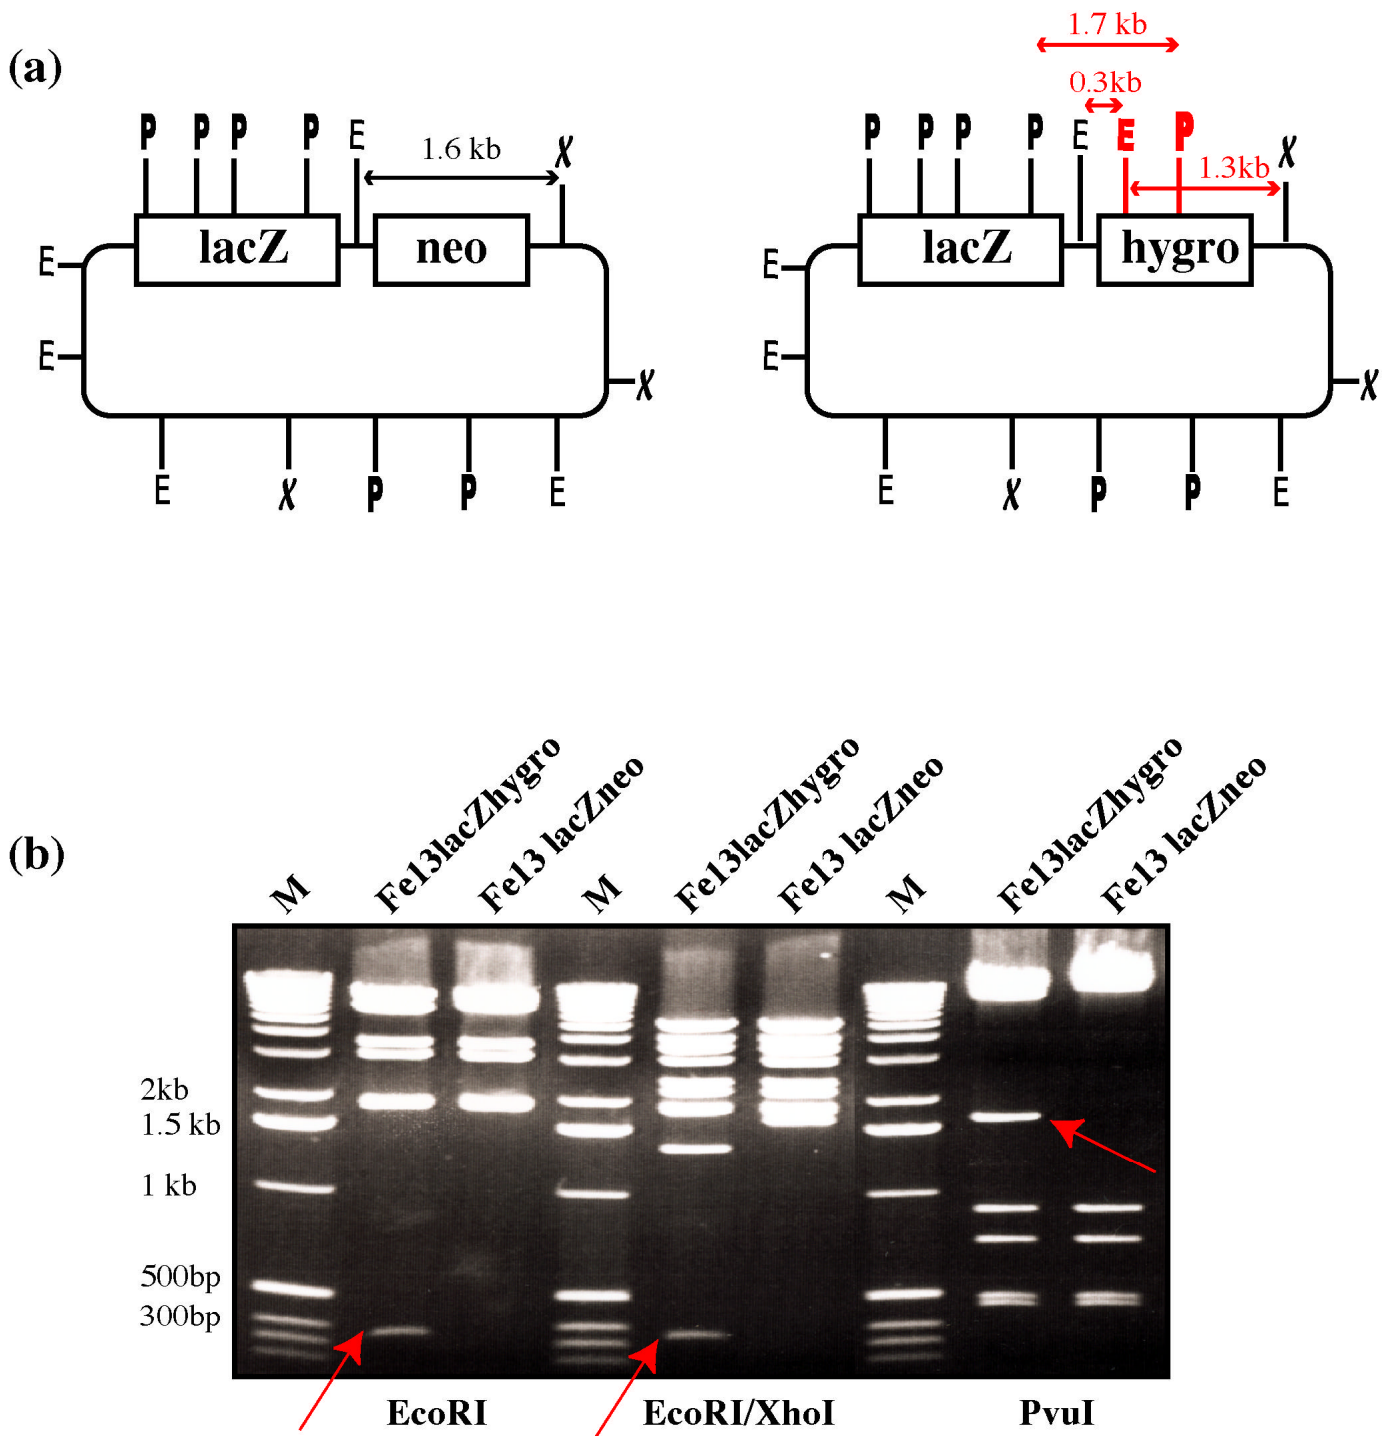 (a)
1.7 kb
0.3kb
P P P P E
1.6 kb
X
P P P P E E P
1.3kb
X
lacZ
neo
lacZ
hygro
E
E
E
E
X
X
E X P P E
E X P P E
(b)
M
Fe13lacZhygro
Fe13 lacZneo
M
Fe13lacZhygro
Fe13 lacZneo
M
Fe13lacZhygro
Fe13 lacZneo
2kb
1.5 kb
1 kb
500bp
300bp
EcoRI
EcoRI/XhoI
PvuI